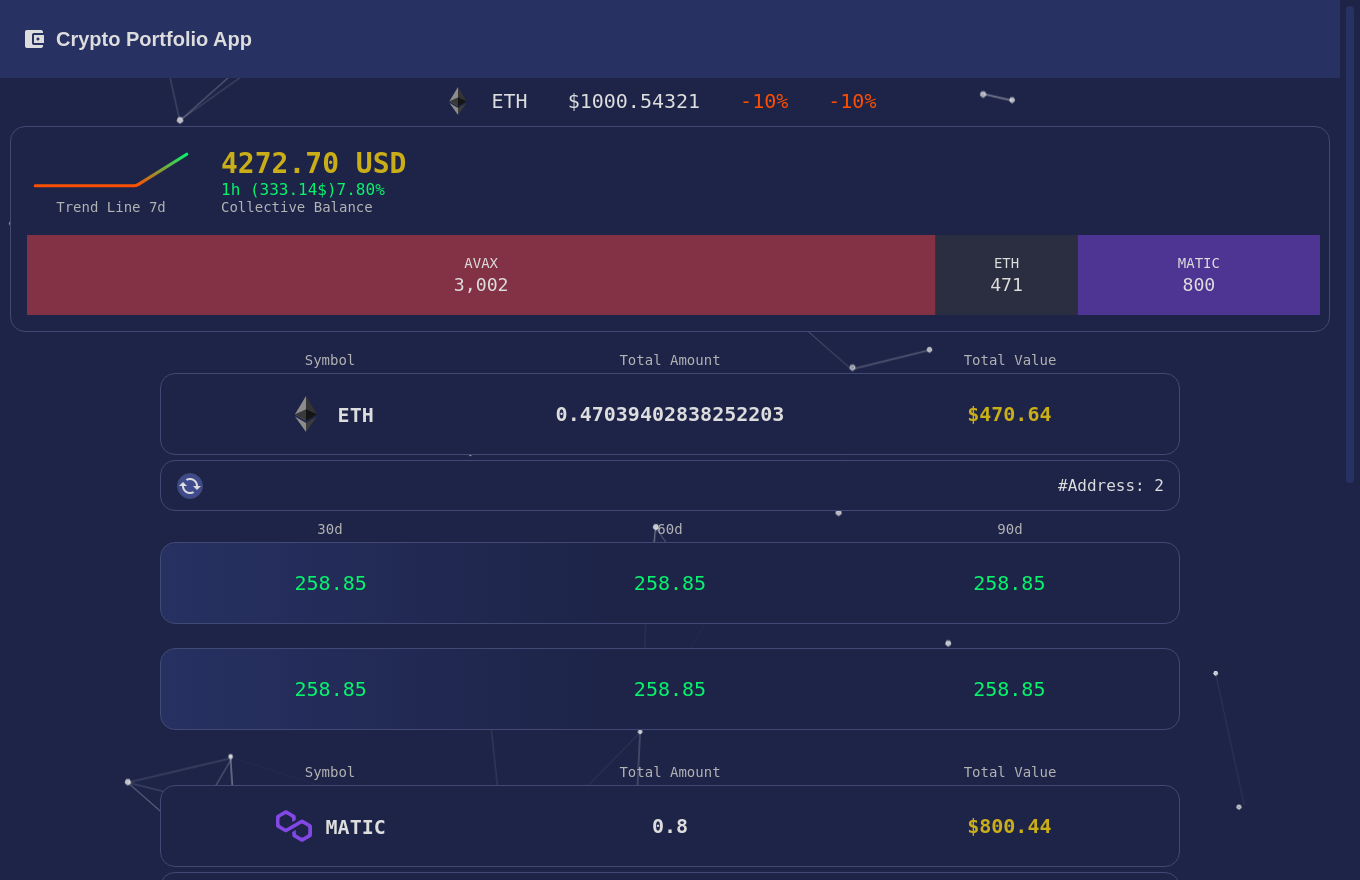 Crypto Portfolio App
ETH $1000.54321 -10% -10%
4272.70 USD
1h (333.14$)7.80%
Trend Line 7d Collective Balance
AVAX ETH MATIC
3,002 471 800
Symbol Total Amount Total Value
ETH 0.47039402838252203 $470.64
#Address: 2
30d 60d 90d
258.85 258.85 258.85
258.85 258.85 258.85
Symbol Total Amount Total Value
MATIC 0.8 $800.44